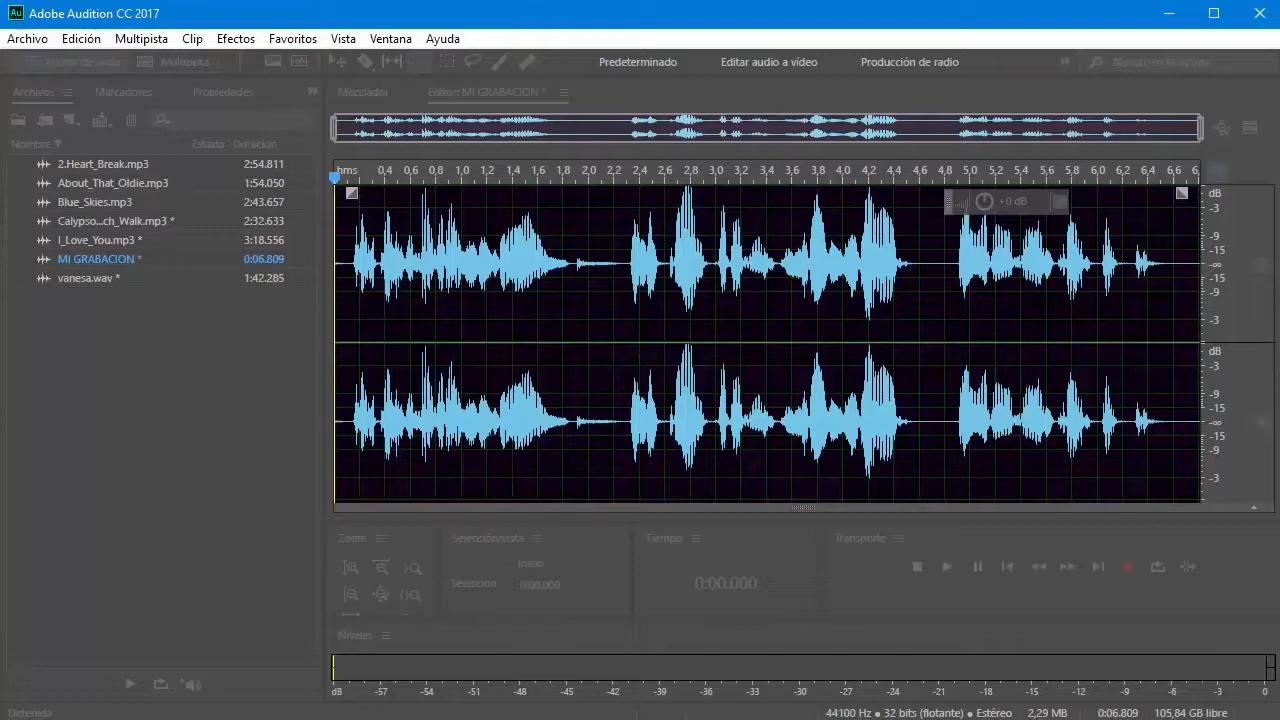 Au Adobe Audition CC 2017
Archivo Edición Multipista Clip Efectos Favoritos Vista Ventana Ayuda
Multipista Predeterminado Editar audio a vídeo Producción de radio
Archivos Marcadores Propiedades Mezclador Editor: MI GRABACION *
Nombre Estado Duración
2.Heart_Break.mp3 2:54.811
About_That_Oldie.mp3 1:54.050
Blue_Skies.mp3 2:43.657
Calypso...ch_Walk.mp3 * 2:32.633
I_Love_You.mp3 * 3:18.556
MI GRABACION * 0:06.809
vanesa.wav * 1:42.285
hms 0,4 0,6 0,8 1,0 1,2 1,4 1,6 1,8 2,0 2,2 2,4 2,6 2,8 3,0 3,2 3,4 3,6 3,8 4,0 4,2 4,4 4,6 4,8 5,0 5,2 5,4 5,6 5,8 6,0 6,2 6,4 6,6 6,
+0 dB
dB
-3
-9
-15
-∞
-15
-9
-3
dB
-3
-9
-15
-∞
-15
-9
-3
Zoom Selección/vista Tiempo Transporte
Inicio
Selección 0:00.000
0:00.000
Niveles
dB -57 -54 -51 -48 -45 -42 -39 -36 -33 -30 -27 -24 -21 -18 -15 -12 -9 -6 -3 0
Detenida 44100 Hz ● 32 bits (flotante) ● Estéreo 2,29 MB 0:06.809 105,84 GB libre